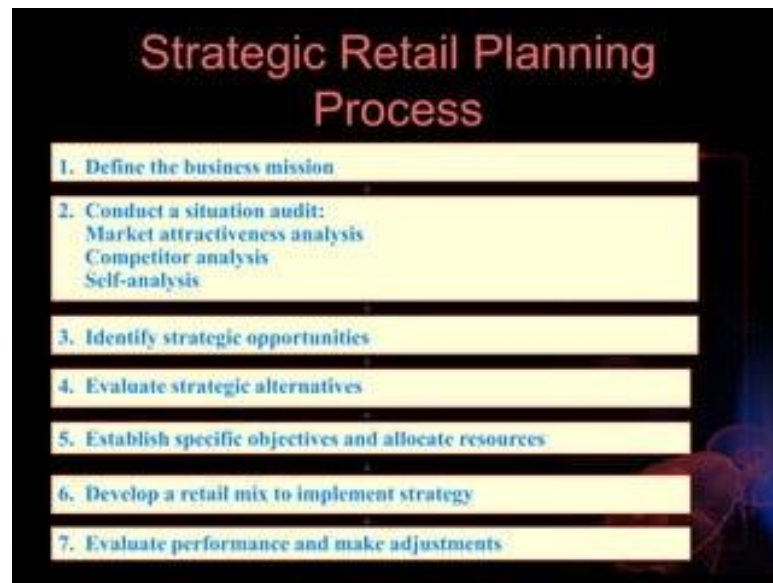 Strategic Retail Planning
Process
1. Define the business mission
2. Conduct a situation audit:
Market attractiveness analysis
Competitor analysis
Self-analysis
3. Identify strategic opportunities
4. Evaluate strategic alternatives
5. Establish specific objectives and allocate resources
6. Develop a retail mix to implement strategy
7. Evaluate performance and make adjustments